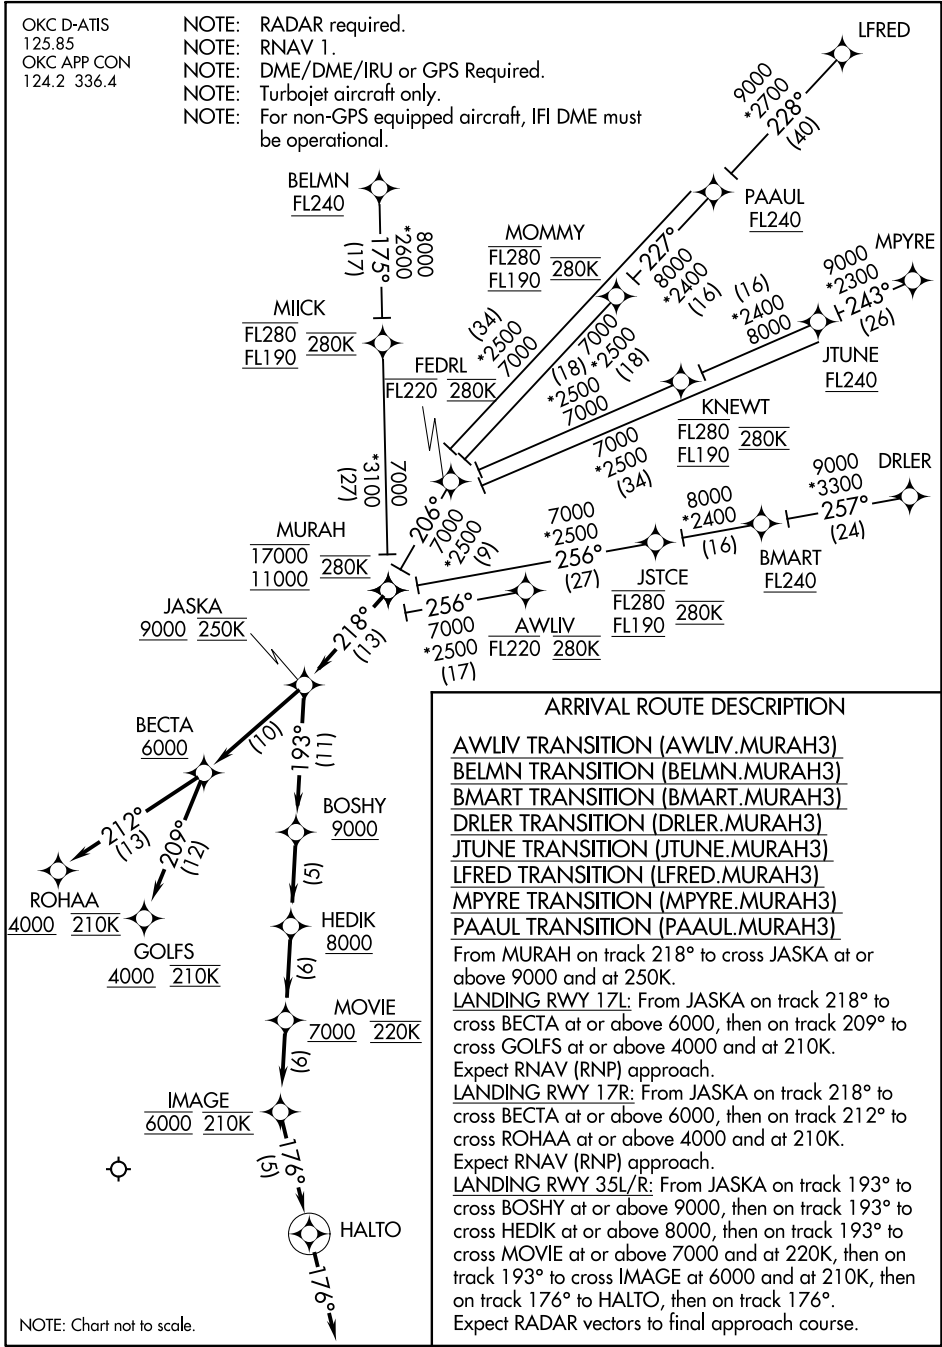 OKC D-ATIS
125.85
OKC APP CON
124.2 336.4
NOTE: RADAR required.
NOTE: RNAV 1.
NOTE: DME/DME/IRU or GPS Required.
NOTE: Turbojet aircraft only.
NOTE: For non-GPS equipped aircraft, IFI DME must
be operational.
LFRED
9000
*2700
228°
(40)
BELMN
FL240
8000
*2600
175°
(17)
PAAUL
FL240
MOMMY
FL280
FL190
280K
227°
8000
*2400
(16)
MPYRE
9000
*2300
243°
(26)
(16)
*2400
8000
JTUNE
FL240
MIICK
FL280
FL190
280K
(34)
*2500
7000
7000
*2500
(18)
FEDRL
FL220 280K
(18)
*2500
7000
KNEWT
FL280
FL190
280K
7000
*2500
(34)
7000
*3100
(27)
DRLER
9000
*3300
257°
(24)
206°
7000
*2500
(9)
8000
*2400
(16)
BMART
FL240
MURAH
17000
11000
280K
7000
*2500
256°
(27)
JSTCE
FL280
FL190
280K
256°
7000
*2500
(17)
AWLIV
FL220 280K
JASKA
9000 250K
218°
(13)
BECTA
6000
(10)
193°
(11)
BOSHY
9000
212°
(13)
209°
(12)
(5)
ROHAA
4000 210K
GOLFS
4000 210K
HEDIK
8000
(6)
MOVIE
7000 220K
(6)
IMAGE
6000 210K
176°
(5)
HALTO
176°
NOTE: Chart not to scale.
ARRIVAL ROUTE DESCRIPTION
AWLIV TRANSITION (AWLIV.MURAH3)
BELMN TRANSITION (BELMN.MURAH3)
BMART TRANSITION (BMART.MURAH3)
DRLER TRANSITION (DRLER.MURAH3)
JTUNE TRANSITION (JTUNE.MURAH3)
LFRED TRANSITION (LFRED.MURAH3)
MPYRE TRANSITION (MPYRE.MURAH3)
PAAUL TRANSITION (PAAUL.MURAH3)
From MURAH on track 218° to cross JASKA at or
above 9000 and at 250K.
LANDING RWY 17L: From JASKA on track 218° to
cross BECTA at or above 6000, then on track 209° to
cross GOLFS at or above 4000 and at 210K.
Expect RNAV (RNP) approach.
LANDING RWY 17R: From JASKA on track 218° to
cross BECTA at or above 6000, then on track 212° to
cross ROHAA at or above 4000 and at 210K.
Expect RNAV (RNP) approach.
LANDING RWY 35L/R: From JASKA on track 193° to
cross BOSHY at or above 9000, then on track 193° to
cross HEDIK at or above 8000, then on track 193° to
cross MOVIE at or above 7000 and at 220K, then on
track 193° to cross IMAGE at 6000 and at 210K, then
on track 176° to HALTO, then on track 176°.
Expect RADAR vectors to final approach course.